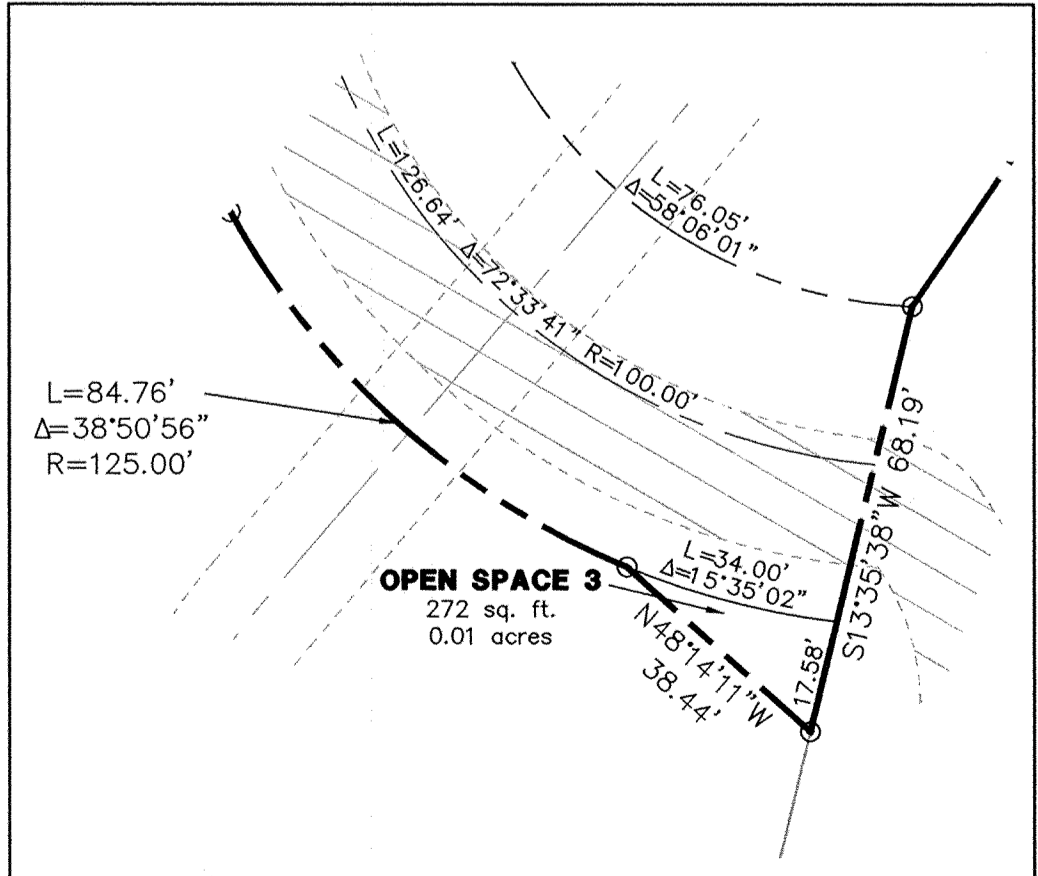 L=76.05'
Δ=58°06'01"
L=126.64' Δ=72°33'41" R=100.00'
L=84.76'
Δ=38°50'56"
R=125.00'
S13°35'38"W 68.19'
L=34.00'
Δ=15°35'02"
OPEN SPACE 3
272 sq. ft.
0.01 acres
N48°14'11"W
38.44'
17.58'